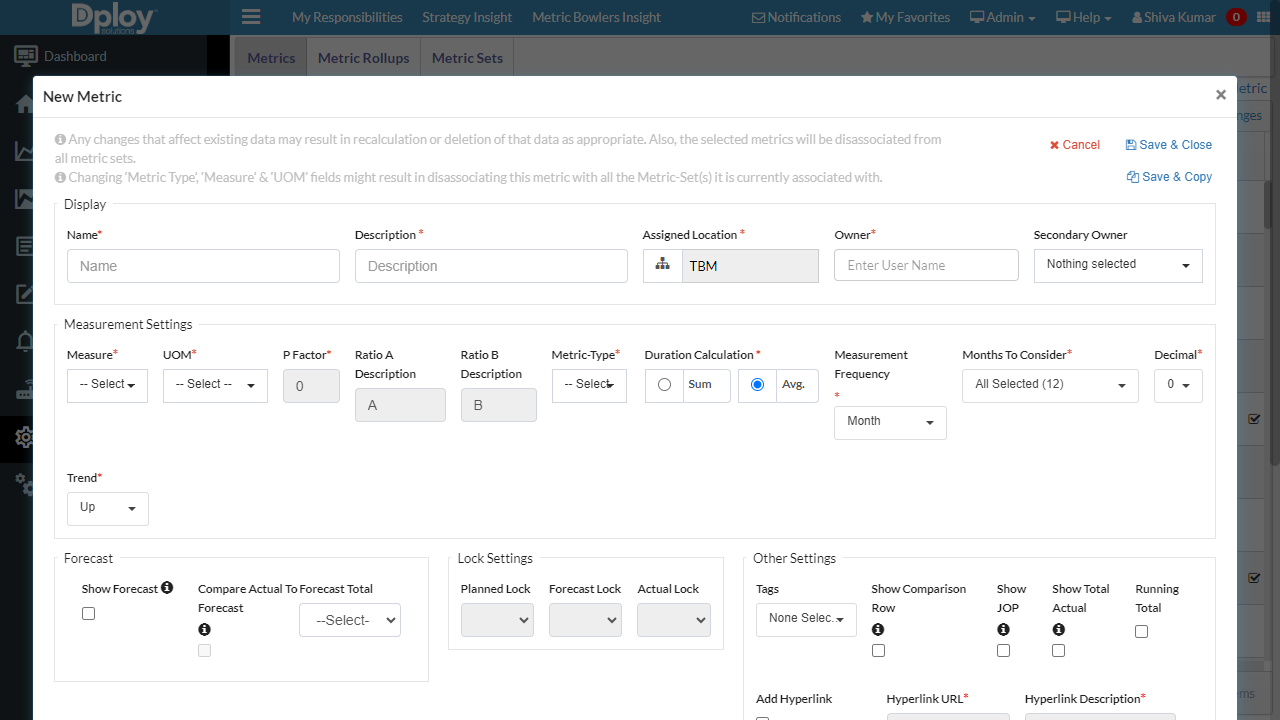 Dploy solutions
My Responsibilities Strategy Insight Metric Bowlers Insight Notifications My Favorites Admin Help Shiva Kumar 0
Dashboard Metrics Metric Rollups Metric Sets
New Metric ×
etric
nges
Any changes that affect existing data may result in recalculation or deletion of that data as appropriate. Also, the selected metrics will be disassociated from
all metric sets.
Changing 'Metric Type', 'Measure' & 'UOM' fields might result in disassociating this metric with all the Metric-Set(s) it is currently associated with.
Cancel Save & Close
Save & Copy
Display
Name* Description * Assigned Location * Owner* Secondary Owner
Name Description TBM Enter User Name Nothing selected
Measurement Settings
Measure* UOM* P Factor* Ratio A Description Ratio B Description Metric-Type* Duration Calculation * Measurement Frequency * Months To Consider* Decimal*
-- Select -- Select -- 0 A B -- Select Sum Avg. Month All Selected (12) 0
Trend*
Up
Forecast Lock Settings Other Settings
Show Forecast Compare Actual To Forecast Forecast Total Planned Lock Forecast Lock Actual Lock Tags Show Comparison Row Show JOP Show Total Actual Running Total
--Select- None Selec...
Add Hyperlink Hyperlink URL* Hyperlink Description*
ems